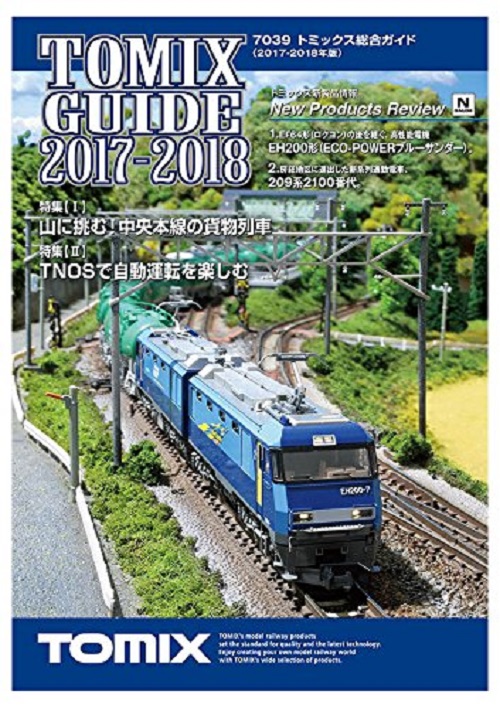 TOMIX
GUIDE
2017-2018
7039 トミックス総合ガイド
(2017-2018年版)
トミックス新製品情報
New Products Review N
1.EF64形(ロクヨン)の後を継ぐ、高性能電機
EH200形(ECO-POWERブルーサンダー)。
2.房総地区に進出した新系列通勤電車、
209系2100番代。
特集【Ⅰ】
山に挑む、中央本線の貨物列車
特集【Ⅱ】
TNOSで自動運転を楽しむ
EH200-7
TOMIX
TOMIX's model railway products
set the standard for quality and the latest technology.
Enjoy creating your own model railway world
with TOMIX's wide selection of products.